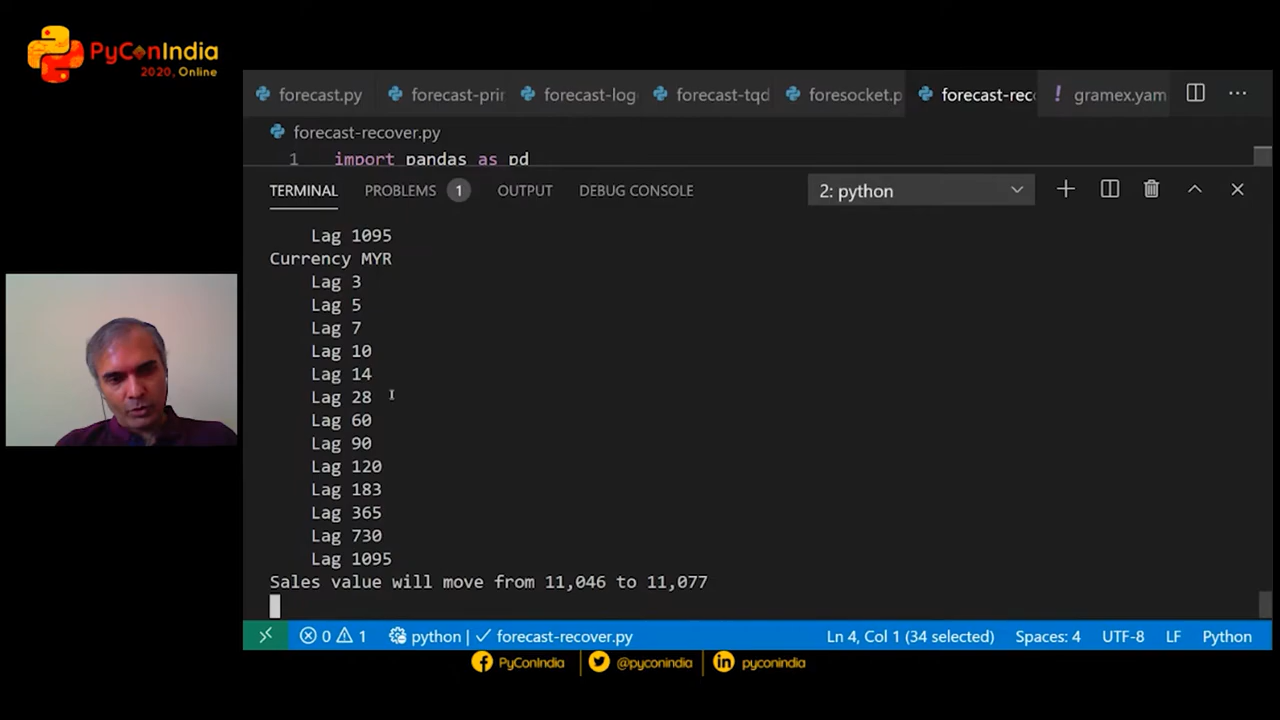 PyConIndia
2020, Online
forecast.py forecast-prin forecast-log forecast-tqd foresocket.p forecast-reco ! gramex.yam ...
forecast-recover.py
1 import pandas as pd
TERMINAL PROBLEMS 1 OUTPUT DEBUG CONSOLE 2: python
Lag 1095
Currency MYR
Lag 3
Lag 5
Lag 7
Lag 10
Lag 14
Lag 28
Lag 60
Lag 90
Lag 120
Lag 183
Lag 365
Lag 730
Lag 1095
Sales value will move from 11,046 to 11,077
0 1 python | ✓ forecast-recover.py Ln 4, Col 1 (34 selected) Spaces: 4 UTF-8 LF Python
PyConIndia @pyconindia pyconindia